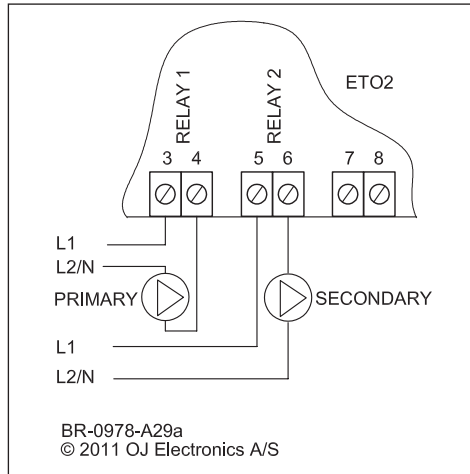 RELAY 1
RELAY 2
ETO2
3 4 5 6 7 8
L1
L2/N
PRIMARY
SECONDARY
L1
L2/N
BR-0978-A29a
© 2011 OJ Electronics A/S